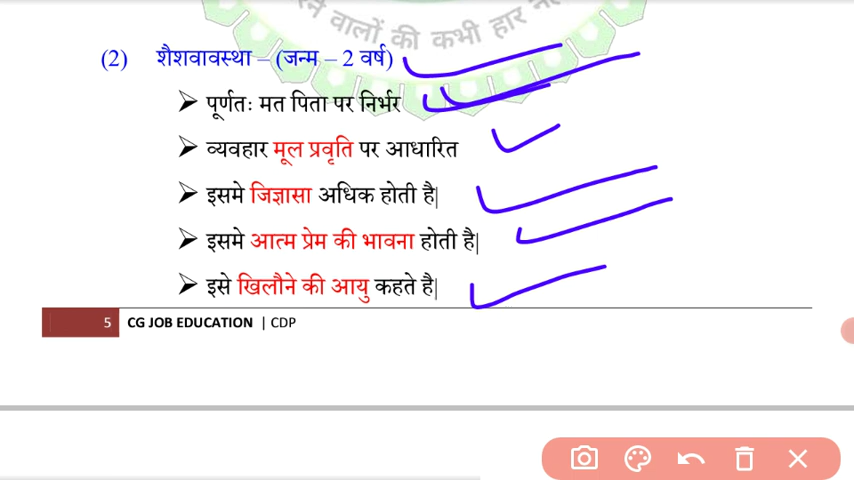 वालों की कभी हार
(2) शैशवावस्था – (जन्म – 2 वर्ष)
➤ पूर्णतः मत पिता पर निर्भर
➤ व्यवहार मूल प्रवृति पर आधारित
➤ इसमे जिज्ञासा अधिक होती है|
➤ इसमे आत्म प्रेम की भावना होती है|
➤ इसे खिलौने की आयु कहते है|
5 CG JOB EDUCATION | CDP